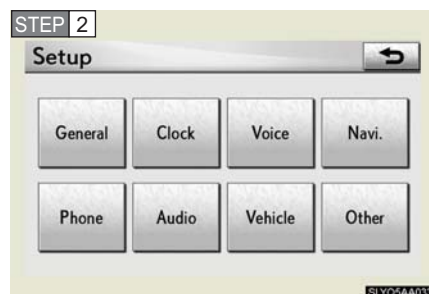 STEP 2
Setup
General Clock Voice Navi.
Phone Audio Vehicle Other